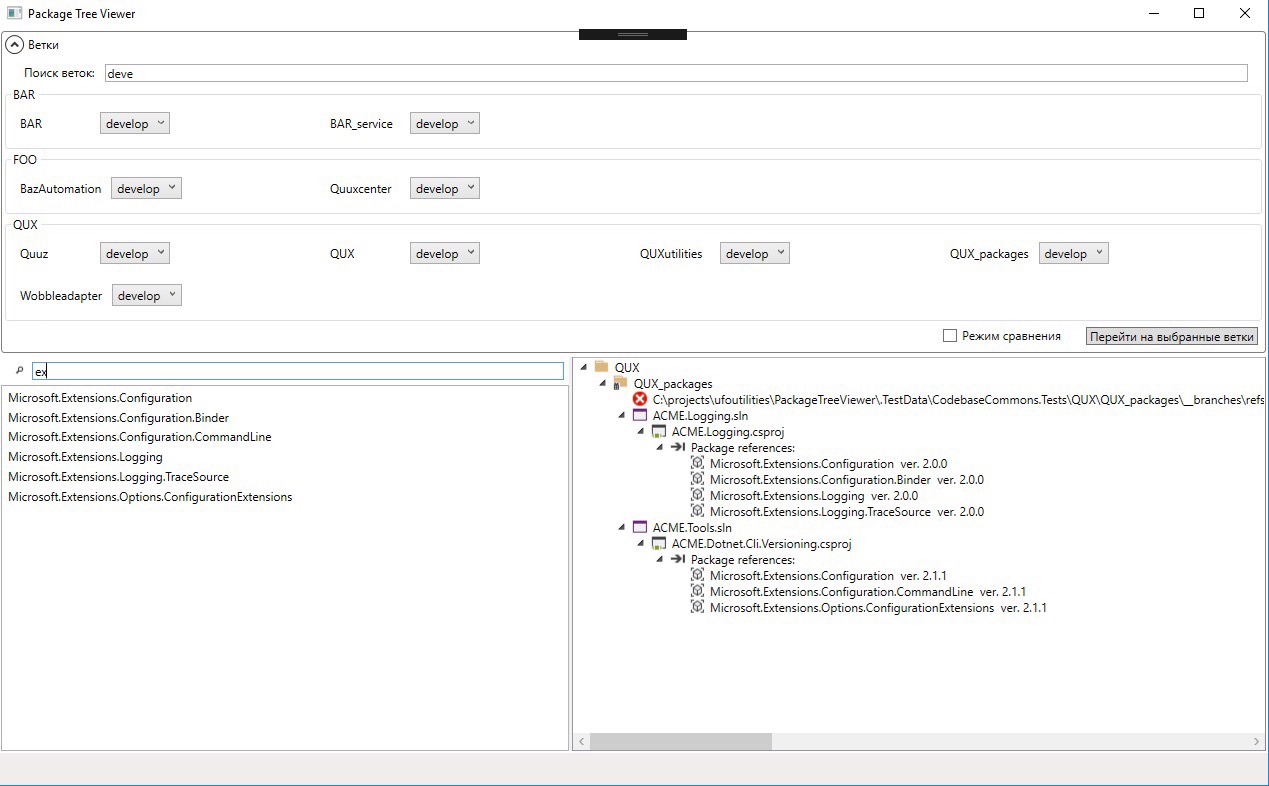 Package Tree Viewer
Ветки
Поиск веток: deve
BAR
BAR develop BAR_service develop
FOO
BazAutomation develop Quuxcenter develop
QUX
Quuz develop QUX develop QUXutilities develop QUX_packages develop
Wobbleadapter develop
Режим сравнения Перейти на выбранные ветки
ex
Microsoft.Extensions.Configuration
Microsoft.Extensions.Configuration.Binder
Microsoft.Extensions.Configuration.CommandLine
Microsoft.Extensions.Logging
Microsoft.Extensions.Logging.TraceSource
Microsoft.Extensions.Options.ConfigurationExtensions
QUX
QUX_packages
C:\projects\ufoutilities\PackageTreeViewer\.TestData\CodebaseCommons.Tests\QUX\QUX_packages\__branches\refs
ACME.Logging.sln
ACME.Logging.csproj
Package references:
Microsoft.Extensions.Configuration ver. 2.0.0
Microsoft.Extensions.Configuration.Binder ver. 2.0.0
Microsoft.Extensions.Logging ver. 2.0.0
Microsoft.Extensions.Logging.TraceSource ver. 2.0.0
ACME.Tools.sln
ACME.Dotnet.Cli.Versioning.csproj
Package references:
Microsoft.Extensions.Configuration ver. 2.1.1
Microsoft.Extensions.Configuration.CommandLine ver. 2.1.1
Microsoft.Extensions.Options.ConfigurationExtensions ver. 2.1.1